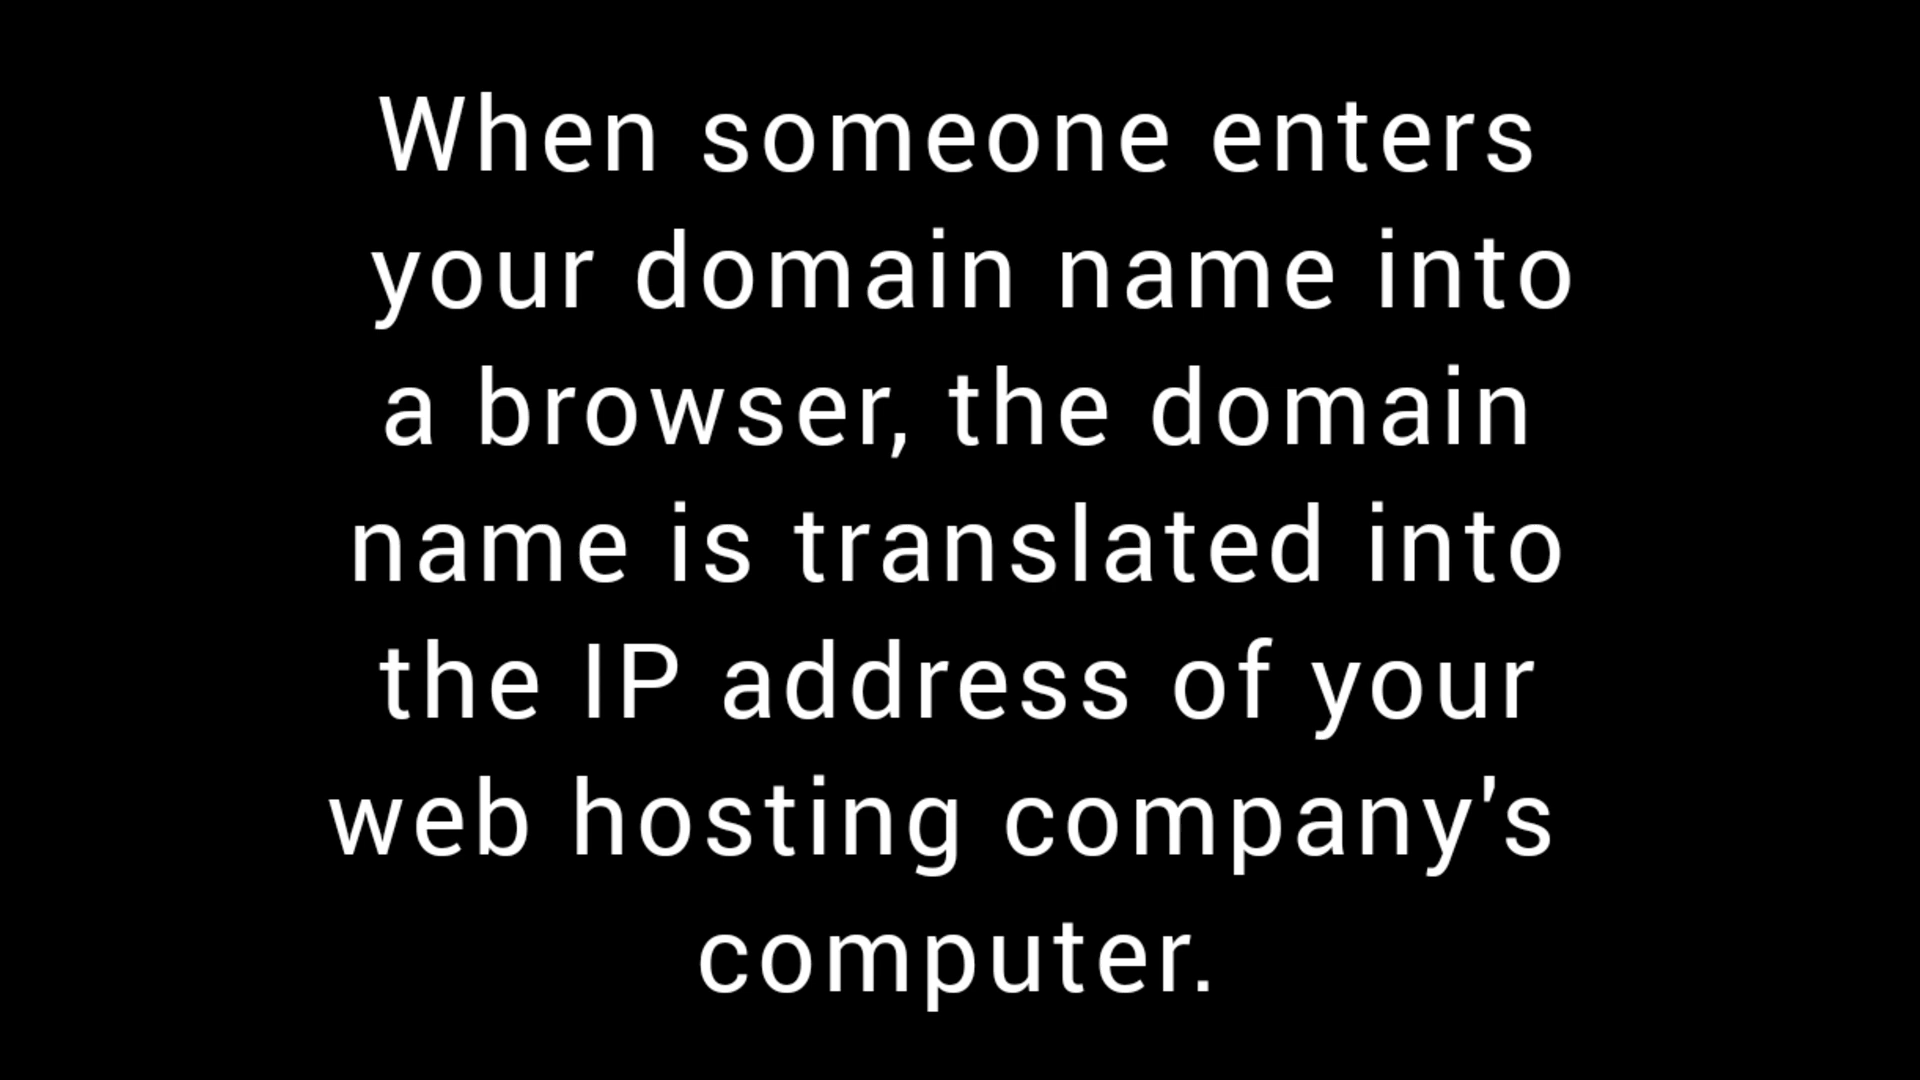 When someone enters
your domain name into
a browser, the domain
name is translated into
the IP address of your
web hosting company's
computer.